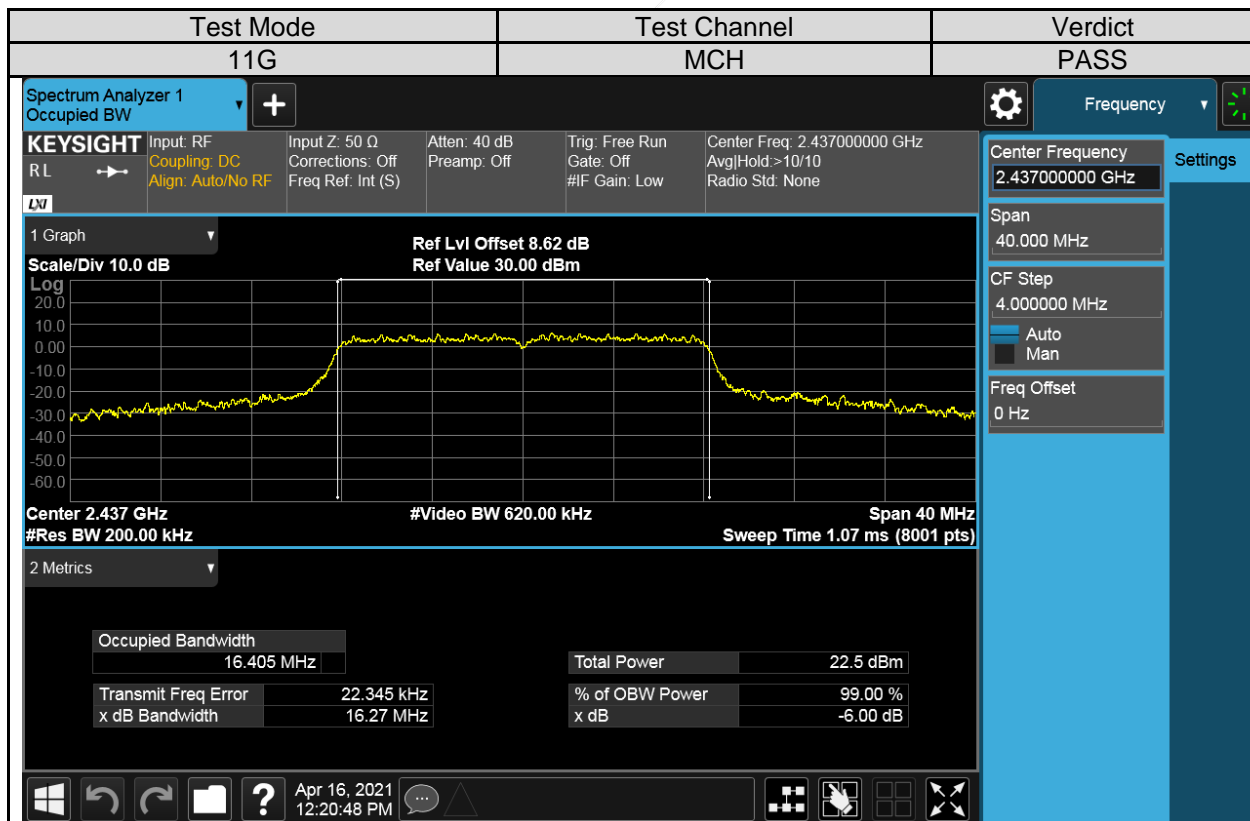 Test Mode Test Channel Verdict
11G MCH PASS
Spectrum Analyzer 1
Occupied BW
Frequency
KEYSIGHT
RL
LXI
Input: RF
Coupling: DC
Align: Auto/No RF
Input Z: 50 Ω
Corrections: Off
Freq Ref: Int (S)
Atten: 40 dB
Preamp: Off
Trig: Free Run
Gate: Off
#IF Gain: Low
Center Freq: 2.437000000 GHz
Avg|Hold:>10/10
Radio Std: None
Center Frequency
2.437000000 GHz
Settings
Span
40.000 MHz
CF Step
4.000000 MHz
Auto
Man
Freq Offset
0 Hz
1 Graph
Scale/Div 10.0 dB
Ref Lvl Offset 8.62 dB
Ref Value 30.00 dBm
Log
20.0
10.0
0.00
-10.0
-20.0
-30.0
-40.0
-50.0
-60.0
Center 2.437 GHz #Video BW 620.00 kHz Span 40 MHz
#Res BW 200.00 kHz Sweep Time 1.07 ms (8001 pts)
2 Metrics
Occupied Bandwidth
16.405 MHz
Total Power 22.5 dBm
Transmit Freq Error 22.345 kHz % of OBW Power 99.00 %
x dB Bandwidth 16.27 MHz x dB -6.00 dB
Apr 16, 2021
12:20:48 PM